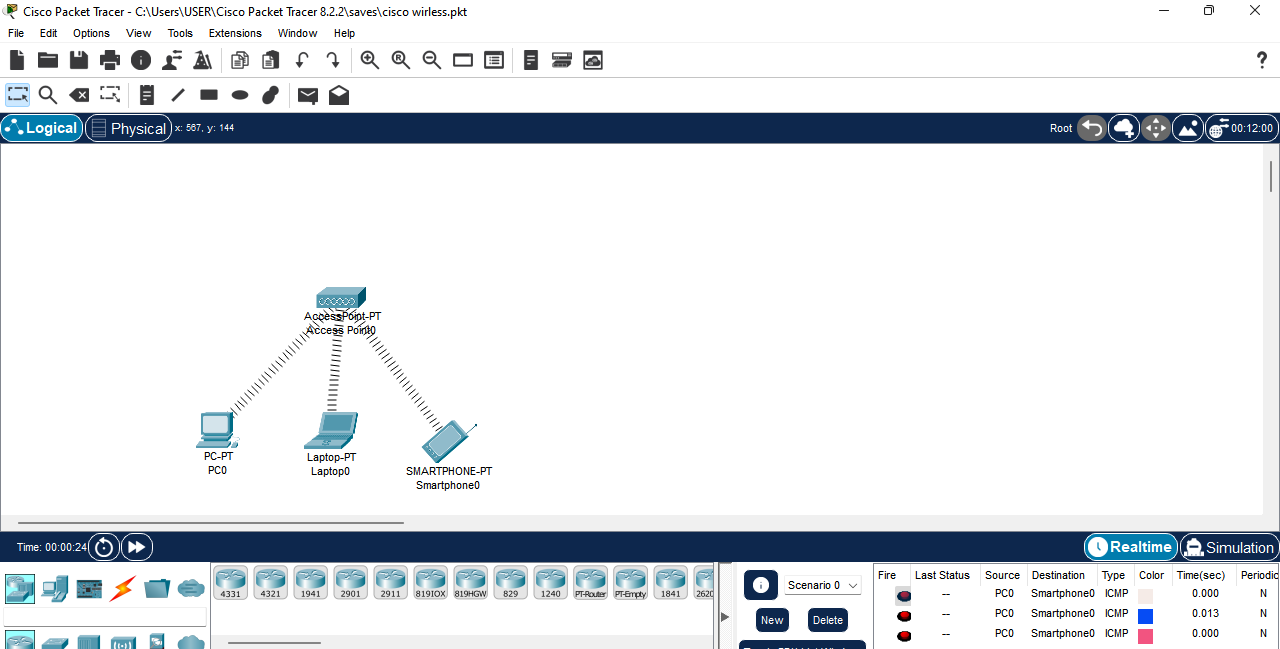 Cisco Packet Tracer - C:\Users\USER\Cisco Packet Tracer 8.2.2\saves\cisco wirless.pkt
File Edit Options View Tools Extensions Window Help
Logical Physical x: 567, y: 144 Root 00:12:00
AccessPoint-PT
Access Point0
PC-PT
PC0
Laptop-PT
Laptop0
SMARTPHONE-PT
Smartphone0
Time: 00:00:24 Realtime Simulation
4331 4321 1941 2901 2911 819IOX 819HGW 829 1240 PT-Router PT-Empty 1841 2620
Scenario 0
New Delete
Fire Last Status Source Destination Type Color Time(sec) Periodic
-- PC0 Smartphone0 ICMP 0.000 N
-- PC0 Smartphone0 ICMP 0.013 N
-- PC0 Smartphone0 ICMP 0.000 N